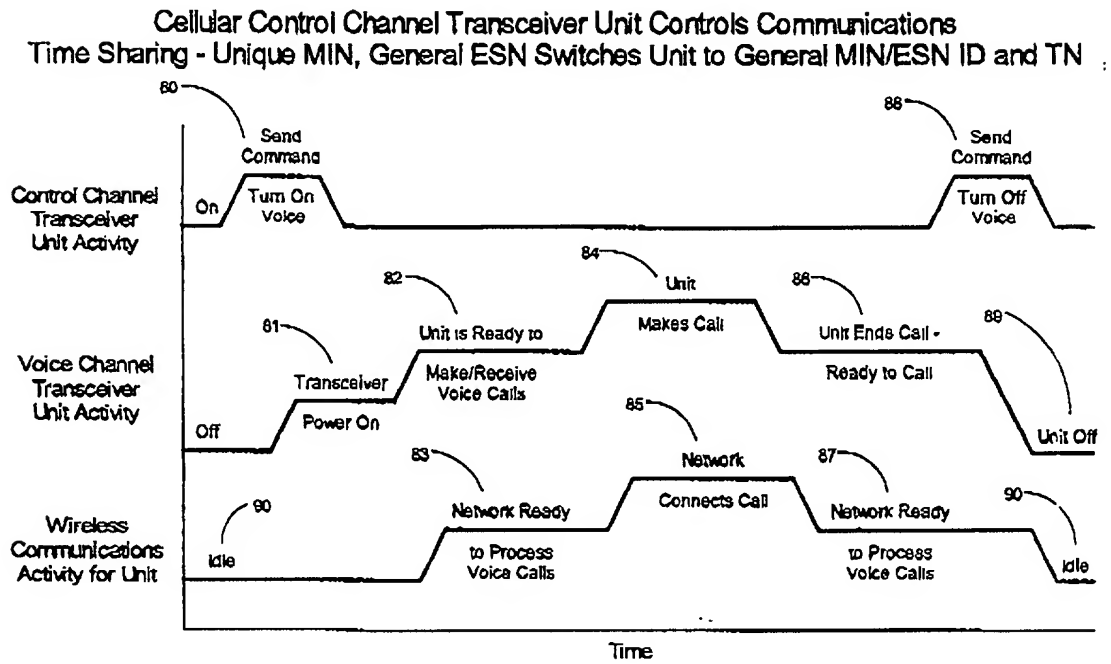 Cellular Control Channel Transceiver Unit Controls Communications
Time Sharing - Unique MIN, General ESN Switches Unit to General MIN/ESN ID and TN
80
Send
Command
Turn On
Voice
88
Send
Command
Turn Off
Voice
Control Channel
Transceiver
Unit Activity
On
81
Transceiver
Power On
82
Unit is Ready to
Make/Receive
Voice Calls
84
Unit
Makes Call
86
Unit Ends Call -
Ready to Call
89
Unit Off
Voice Channel
Transceiver
Unit Activity
Off
90
Idle
83
Network Ready
to Process
Voice Calls
85
Network
Connects Call
87
Network Ready
to Process
Voice Calls
90
Idle
Wireless
Communications
Activity for Unit
Time